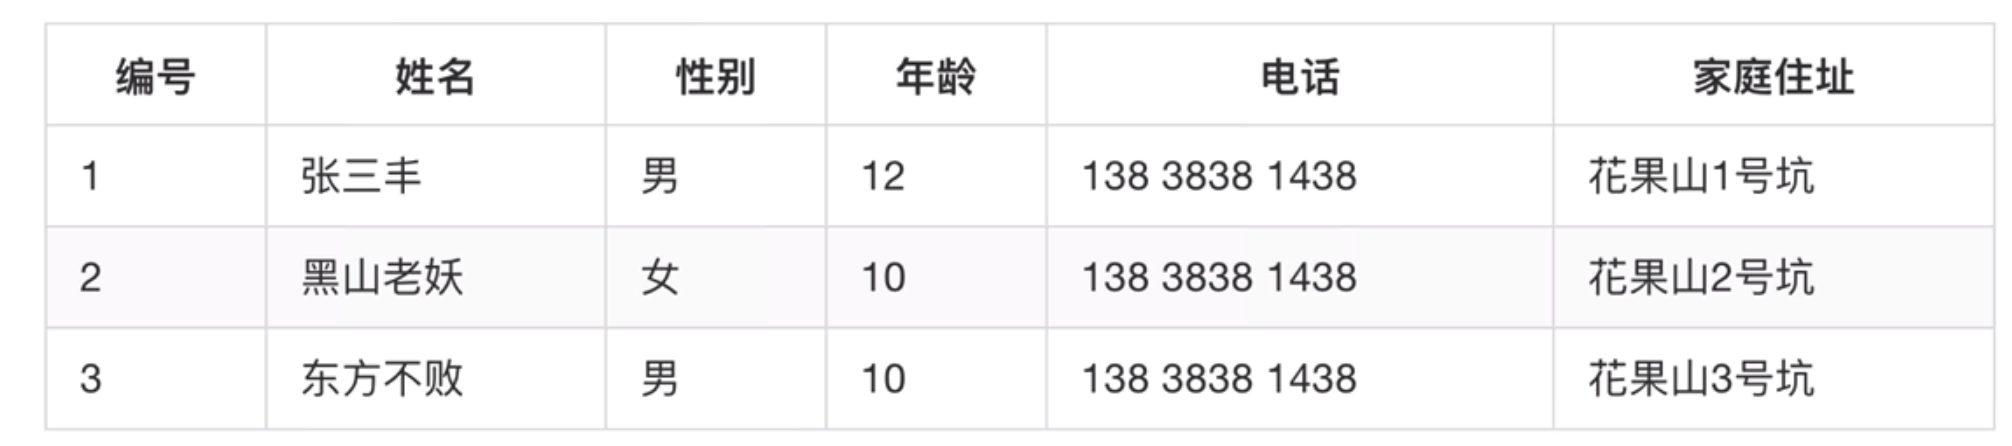 编号 姓名 性别 年龄 电话 家庭住址
1 张三丰 男 12 138 3838 1438 花果山1号坑
2 黑山老妖 女 10 138 3838 1438 花果山2号坑
3 东方不败 男 10 138 3838 1438 花果山3号坑